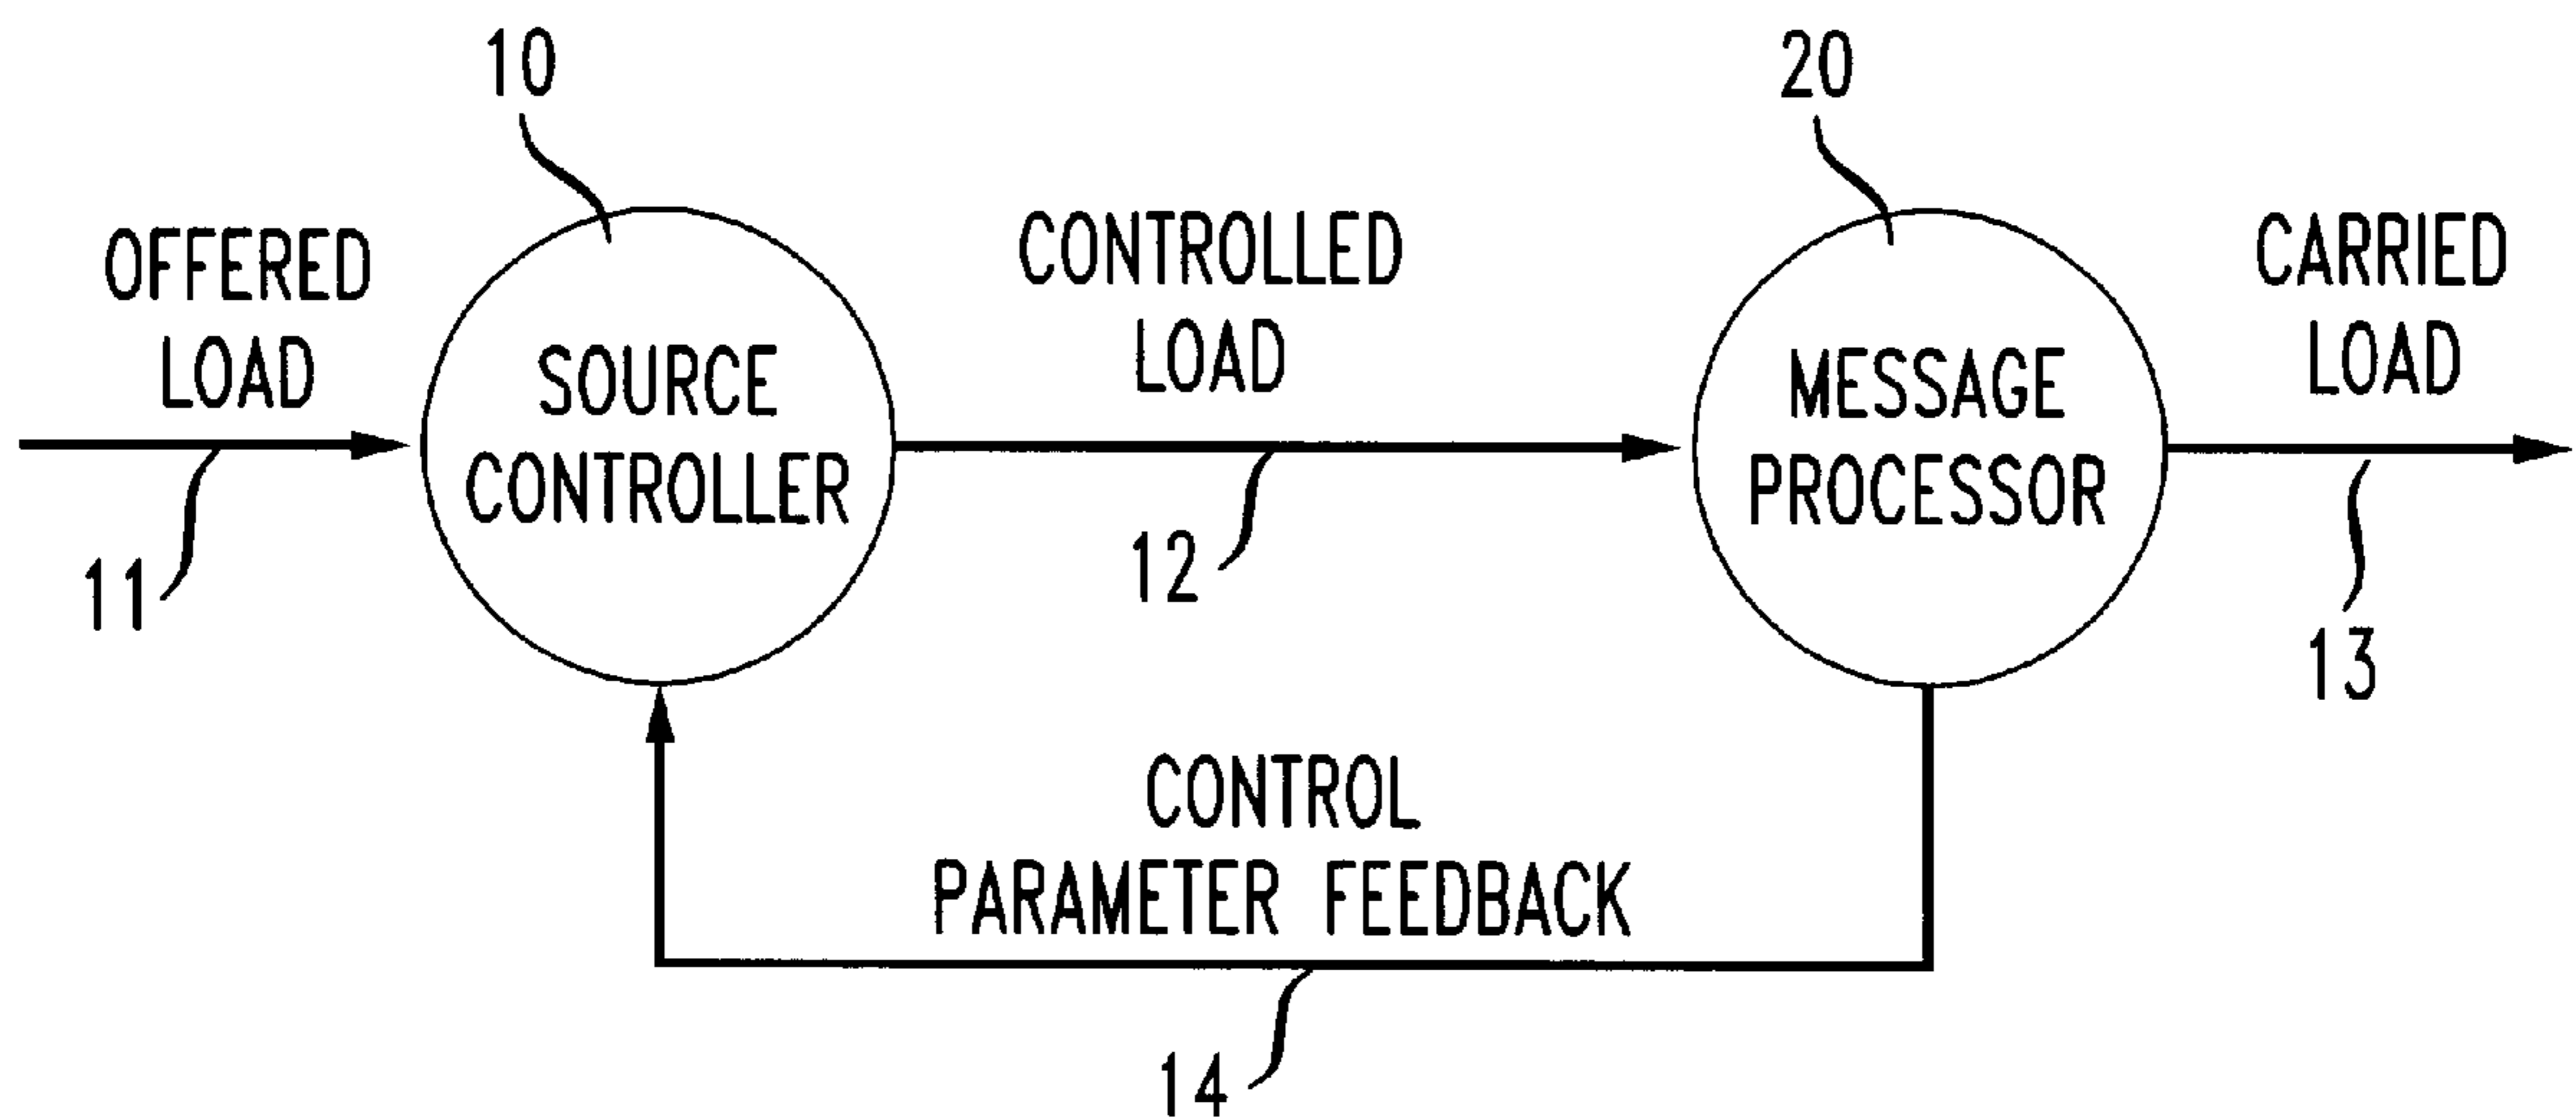 10
20
OFFERED
LOAD
SOURCE
CONTROLLER
CONTROLLED
LOAD
MESSAGE
PROCESSOR
CARRIED
LOAD
11
12
13
CONTROL
PARAMETER FEEDBACK
14